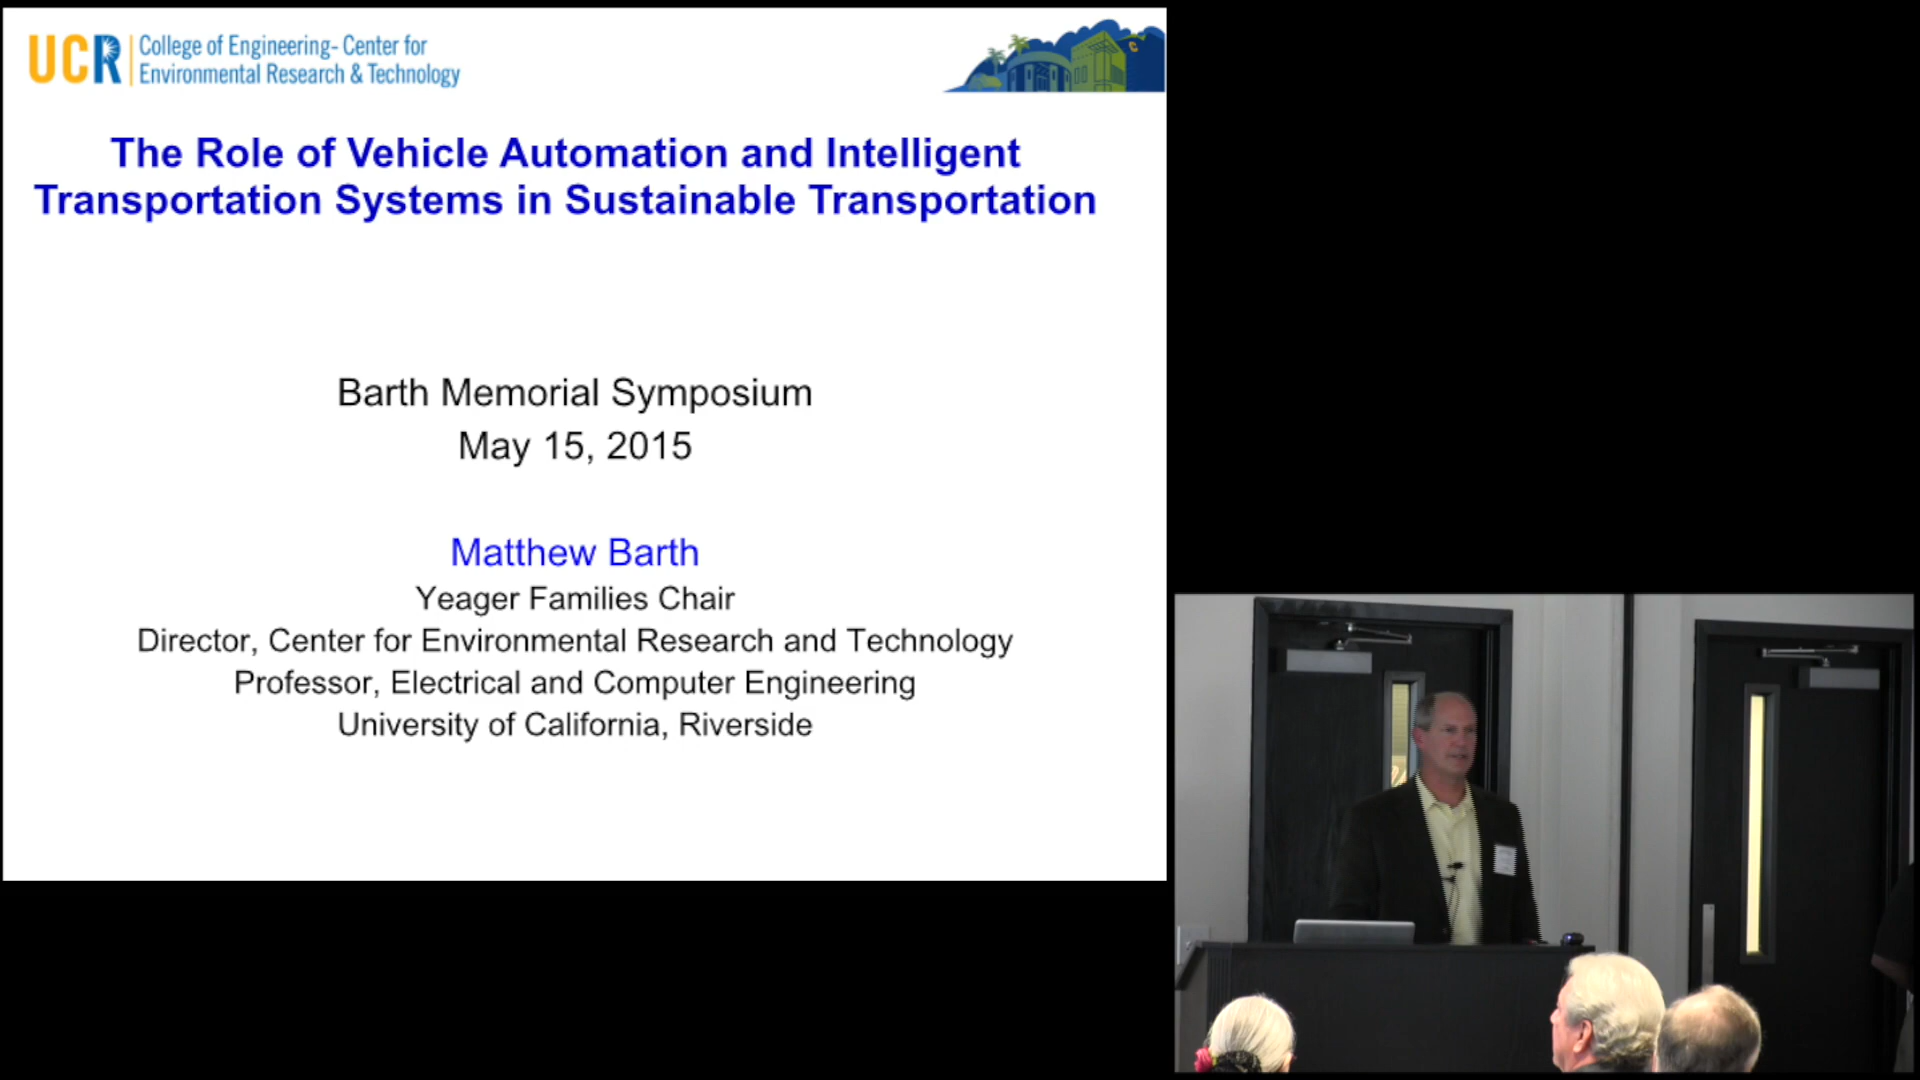 UCR College of Engineering- Center for
Environmental Research & Technology
The Role of Vehicle Automation and Intelligent
Transportation Systems in Sustainable Transportation
Barth Memorial Symposium
May 15, 2015
Matthew Barth
Yeager Families Chair
Director, Center for Environmental Research and Technology
Professor, Electrical and Computer Engineering
University of California, Riverside